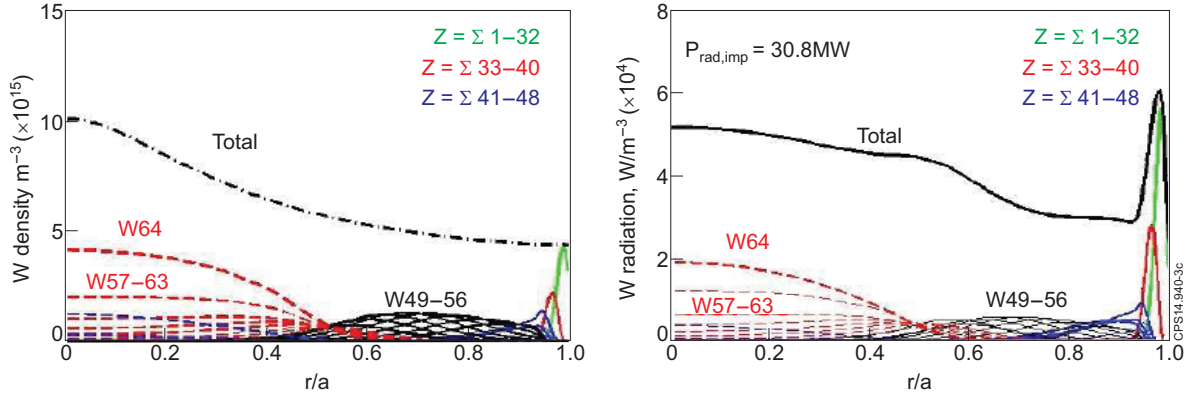 15
10
5
0
W density m⁻³ (×10¹⁵)
Z = Σ 1–32
Z = Σ 33–40
Z = Σ 41–48
Total
W64
W57–63
W49–56
0 0.2 0.4 0.6 0.8 1.0
r/a
8
6
4
2
0
W radiation, W/m⁻³ (×10⁴)
P_rad,imp = 30.8MW
Z = Σ 1–32
Z = Σ 33–40
Z = Σ 41–48
Total
W64
W57–63
W49–56
0 0.2 0.4 0.6 0.8 1.0
r/a
CPS14.940-3c